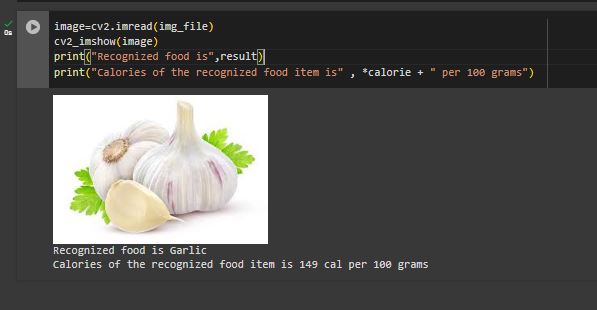 image=cv2.imread(img_file)
0s
cv2_imshow(image)
print("Recognized food is",result)
print("Calories of the recognized food item is" , *calorie + " per 100 grams")
Recognized food is Garlic
Calories of the recognized food item is 149 cal per 100 grams